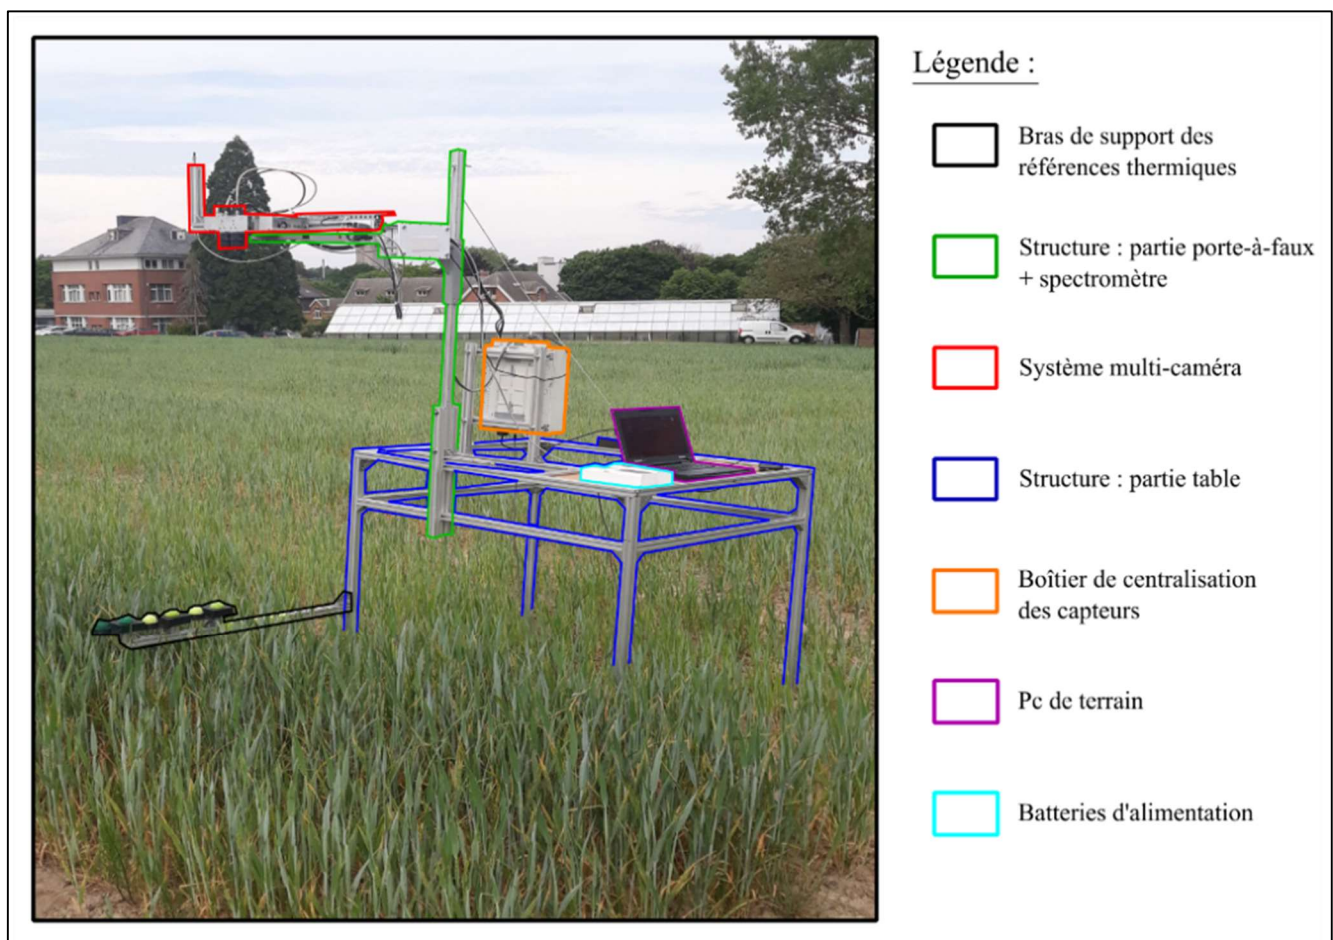 Légende :
Bras de support des
références thermiques
Structure : partie porte-à-faux
+ spectromètre
Système multi-caméra
Structure : partie table
Boîtier de centralisation
des capteurs
Pc de terrain
Batteries d'alimentation